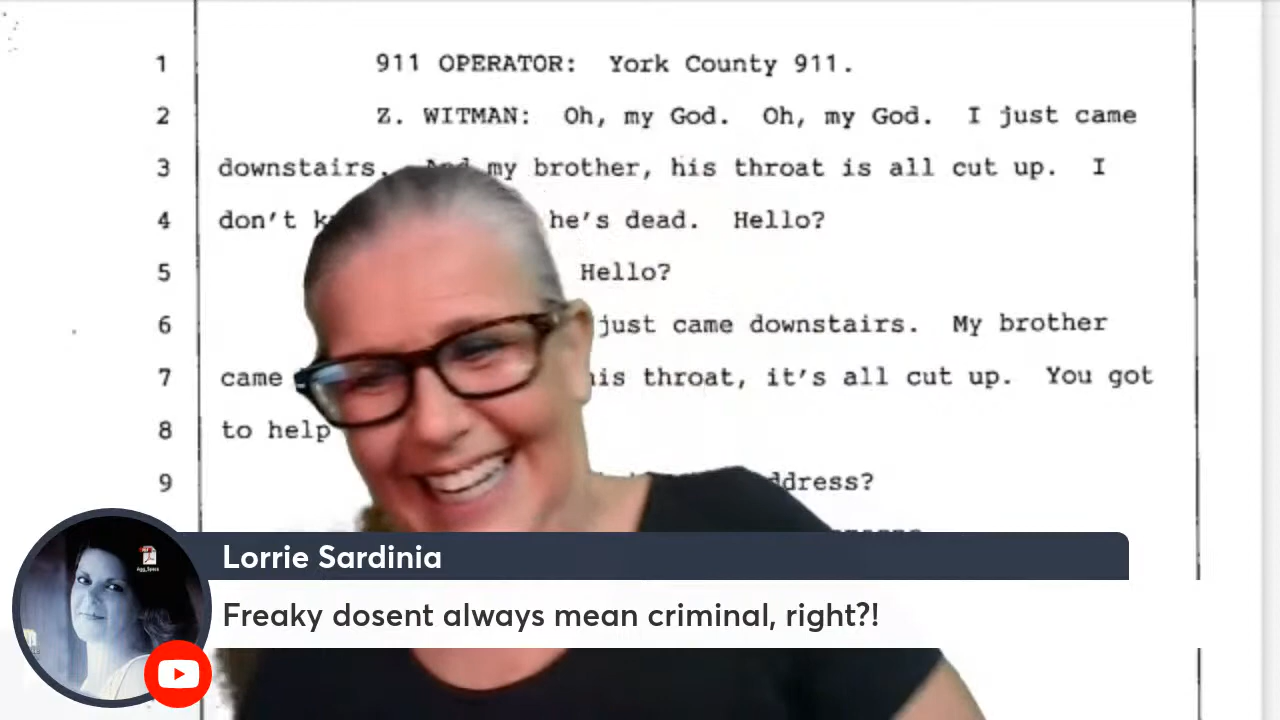 1 911 OPERATOR: York County 911.
2 Z. WITMAN: Oh, my God. Oh, my God. I just came
3 downstairs. And my brother, his throat is all cut up. I
4 don't he's dead. Hello?
5 Hello?
6 just came downstairs. My brother
7 came his throat, it's all cut up. You got
8 to help
9 address?
Lorrie Sardinia
Freaky dosent always mean criminal, right?!